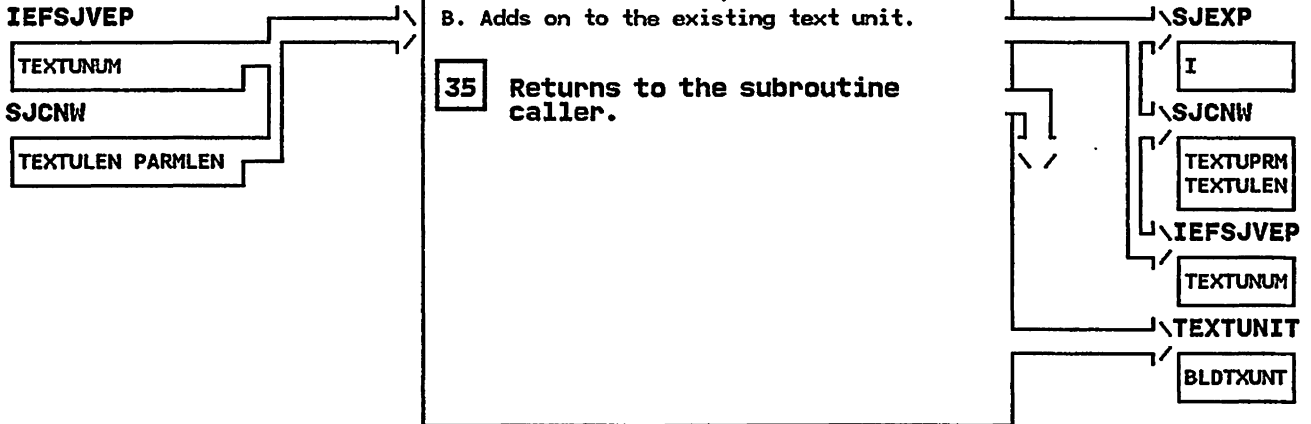 IEFSJVEP
TEXTUNUM
SJCNW
TEXTULEN PARMLEN
B. Adds on to the existing text unit.
35 Returns to the subroutine
caller.
SJEXP
I
SJCNW
TEXTUPRM
TEXTULEN
IEFSJVEP
TEXTUNUM
TEXTUNIT
BLDTXUNT